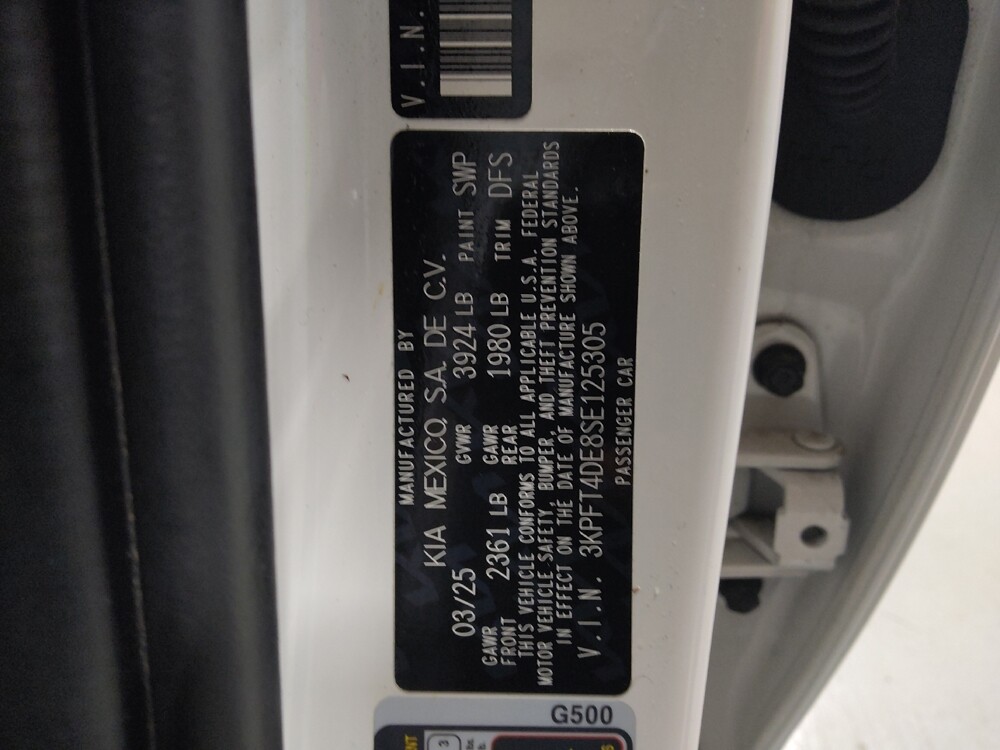 V.I.N.
MANUFACTURED BY
KIA MEXICO, S.A. DE C.V.
03/25 GVWR 3924 LB PAINT SWP
GAWR FRONT 2361 LB GAWR REAR 1980 LB TRIM DFS
THIS VEHICLE CONFORMS TO ALL APPLICABLE U.S.A. FEDERAL
MOTOR VEHICLE SAFETY, BUMPER, AND THEFT PREVENTION STANDARDS
IN EFFECT ON THE DATE OF MANUFACTURE SHOWN ABOVE.
V.I.N. 3KPFT4DE8SE125305
PASSENGER CAR
G500
3